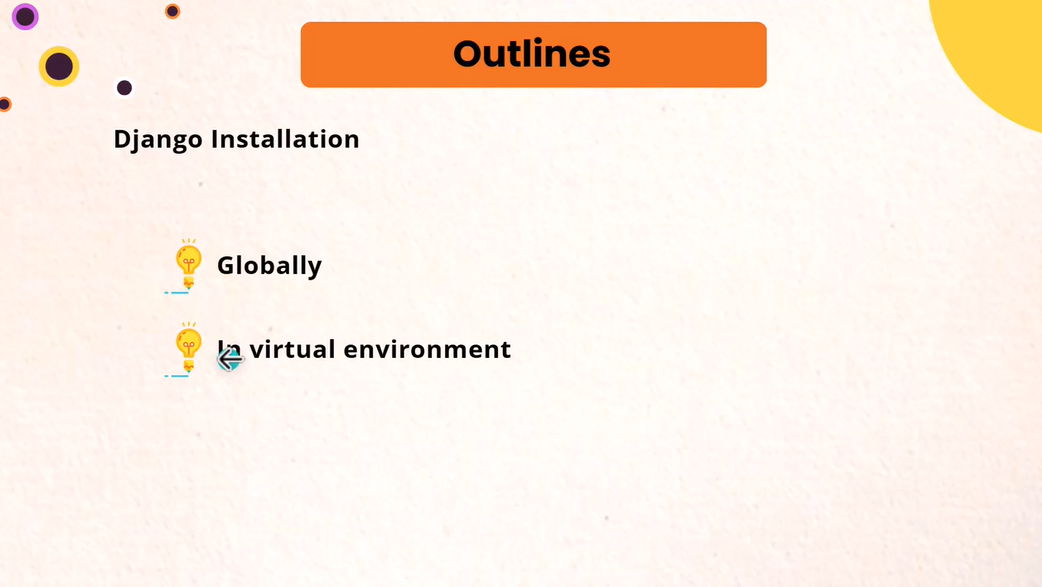 Outlines
Django Installation
Globally
In virtual environment